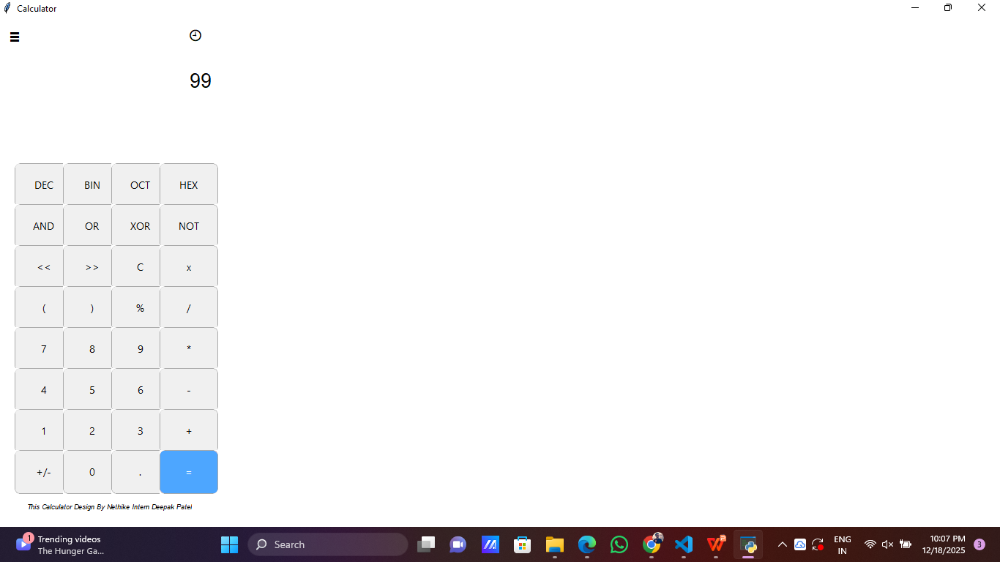 Calculator
99
DEC BIN OCT HEX
AND OR XOR NOT
<< >> C x
( ) % /
7 8 9 *
4 5 6 -
1 2 3 +
+/- 0 . =
This Calculator Design By Nethike Intern Deepak Patel
1
Trending videos
The Hunger Ga...
Search
ENG
IN
10:07 PM
12/18/2025
3